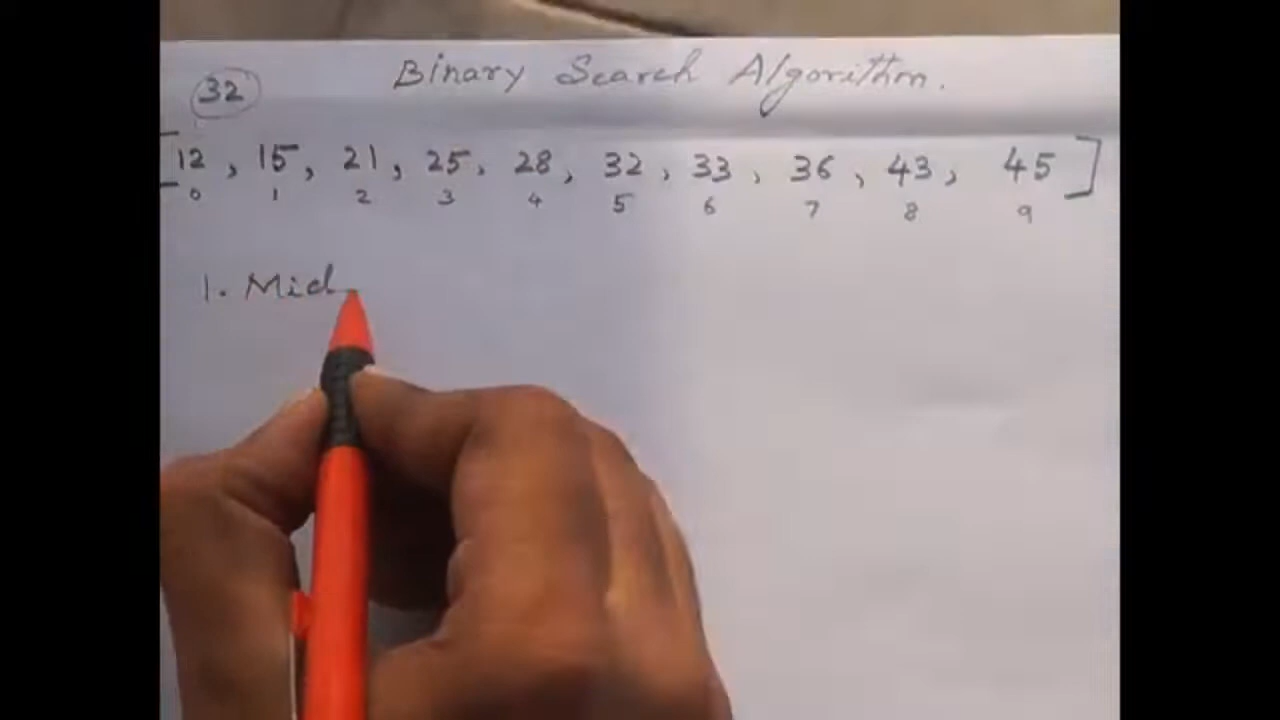 Binary Search Algorithm.
32
[12, 15, 21, 25, 28, 32, 33, 36, 43, 45]
0 1 2 3 4 5 6 7 8 9
1. Mid